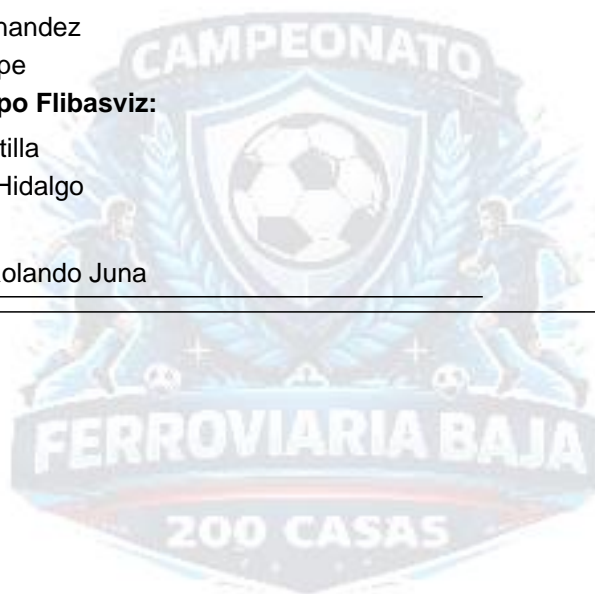 nandez
pe
po Flibasviz:
tilla
Hidalgo
olando Juna
CAMPEONATO
FERROVIARIA BAJA
200 CASAS